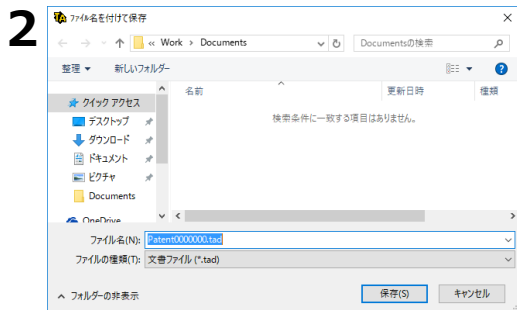 2
ファイル名を付けて保存
« Work > Documents
Documentsの検索
整理 新しいフォルダー
名前 更新日時 種類
クイック アクセス
検索条件に一致する項目はありません。
デスクトップ
ダウンロード
ドキュメント
ピクチャ
Documents
OneDrive
ファイル名(N): Patent0000000.tad
ファイルの種類(T): 文書ファイル (*.tad)
フォルダーの非表示 保存(S) キャンセル